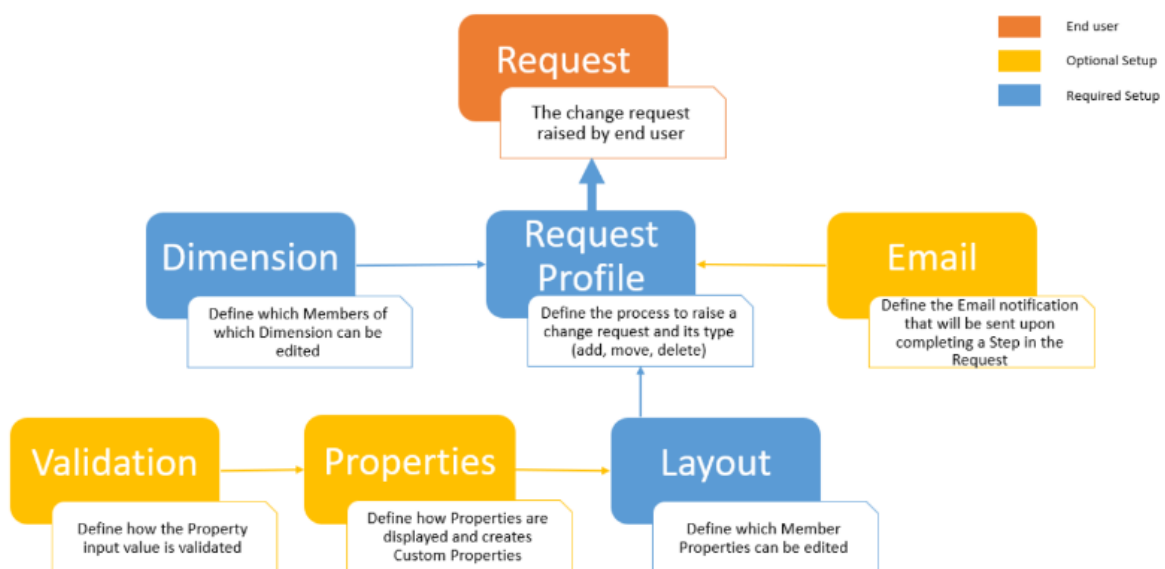 Request
The change request
raised by end user
End user
Optional Setup
Required Setup
Dimension
Define which Members
of which Dimension can be
edited
Request
Profile
Define the process to raise a
change request and its type
(add, move, delete)
Email
Define the Email notification
that will be sent upon
completing a Step in the
Request
Validation
Define how the Property
input value is validated
Properties
Define how Properties are
displayed and creates
Custom Properties
Layout
Define which Member
Properties can be edited